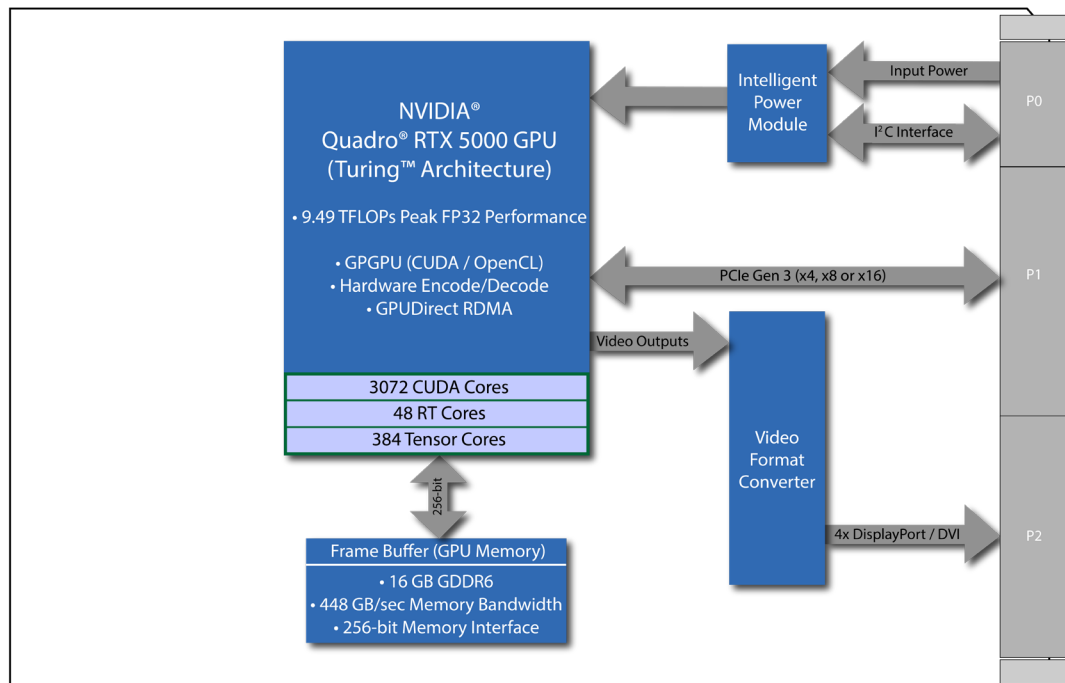 NVIDIA®
Quadro® RTX 5000 GPU
(Turing™ Architecture)
• 9.49 TFLOPs Peak FP32 Performance
• GPGPU (CUDA / OpenCL)
• Hardware Encode/Decode
• GPUDirect RDMA
3072 CUDA Cores
48 RT Cores
384 Tensor Cores
256-bit
Frame Buffer (GPU Memory)
• 16 GB GDDR6
• 448 GB/sec Memory Bandwidth
• 256-bit Memory Interface
Intelligent
Power
Module
Input Power
I²C Interface
PCIe Gen 3 (x4, x8 or x16)
Video Outputs
Video
Format
Converter
4x DisplayPort / DVI
P0
P1
P2